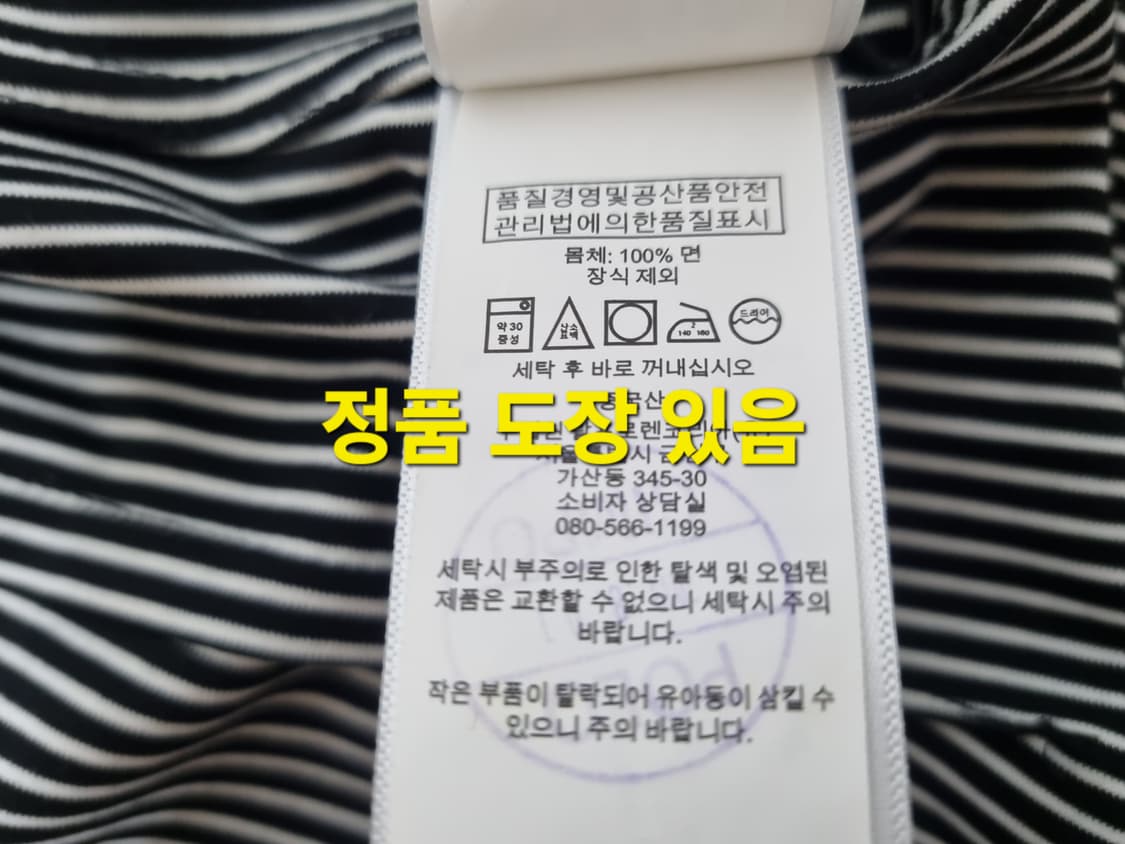 품질경영및공산품안전
관리법에의한품질표시
몸체: 100% 면
장식 제외
약 30
중성
산소
표백
2
140 160
드라이
세탁 후 바로 꺼내십시오
정품 도장 있음
가산동 345-30
소비자 상담실
080-566-1199
세탁시 부주의로 인한 탈색 및 오염된
제품은 교환할 수 없으니 세탁시 주의
바랍니다.
작은 부품이 탈락되어 유아동이 삼킬 수
있으니 주의 바랍니다.